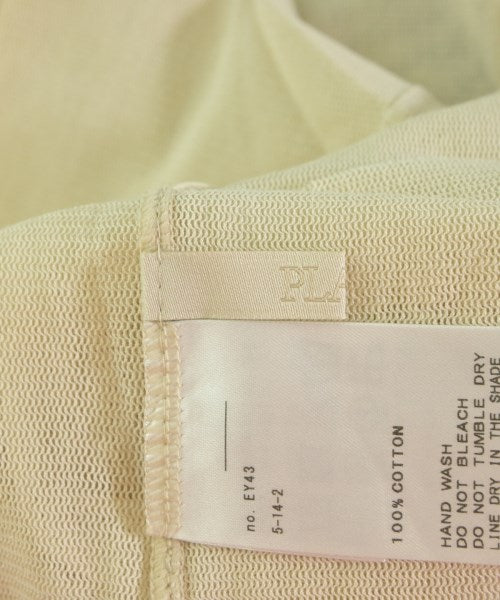 PLA
no. EY43
5-14-2
100% COTTON
HAND WASH
DO NOT BLEACH
DO NOT TUMBLE DRY
LINE DRY IN THE SHADE